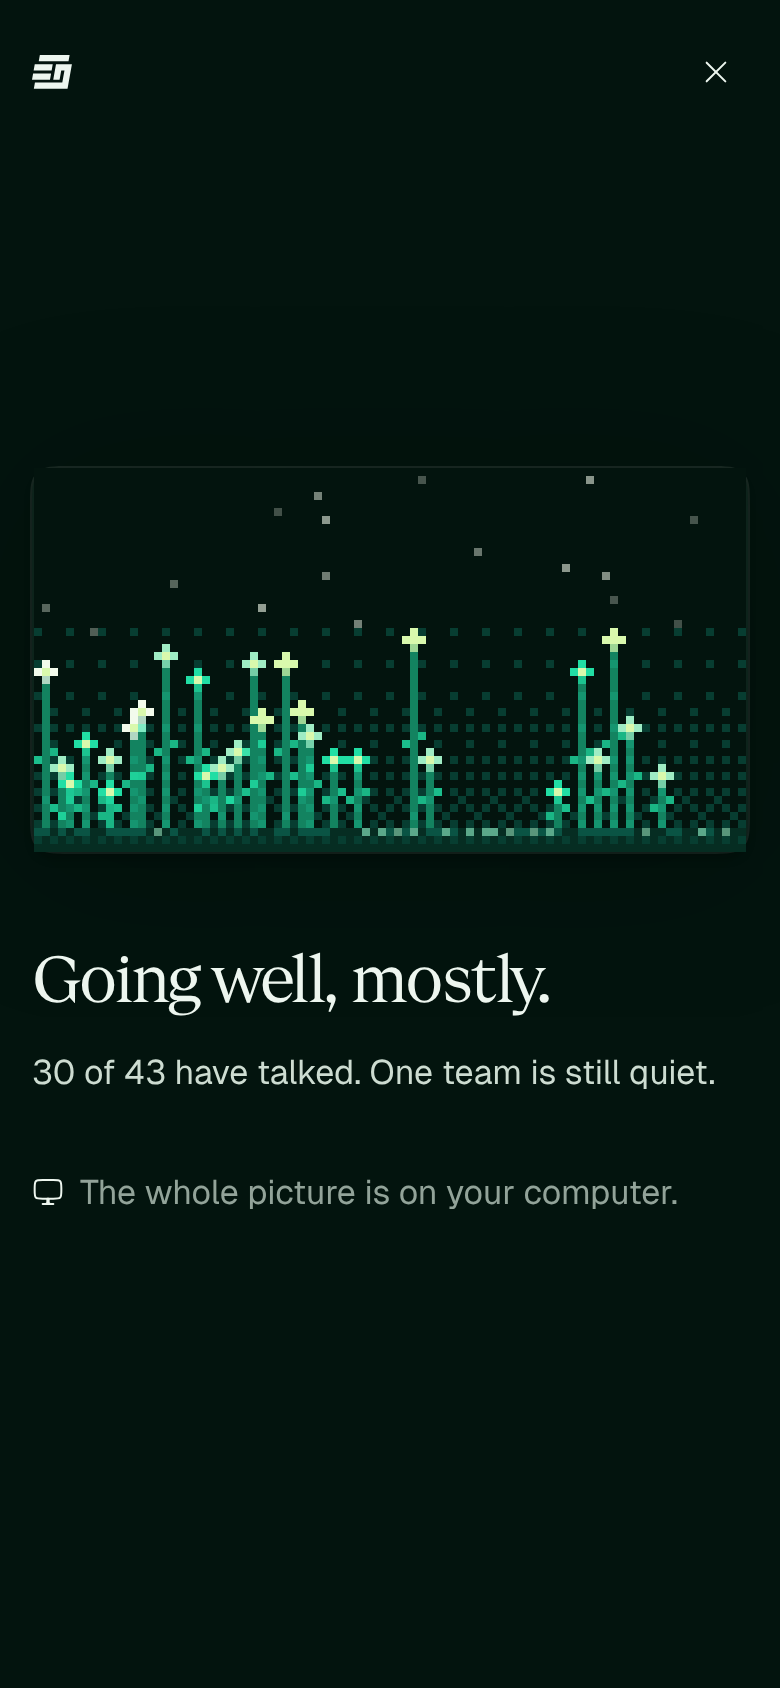 Going well, mostly.
30 of 43 have talked. One team is still quiet.
The whole picture is on your computer.